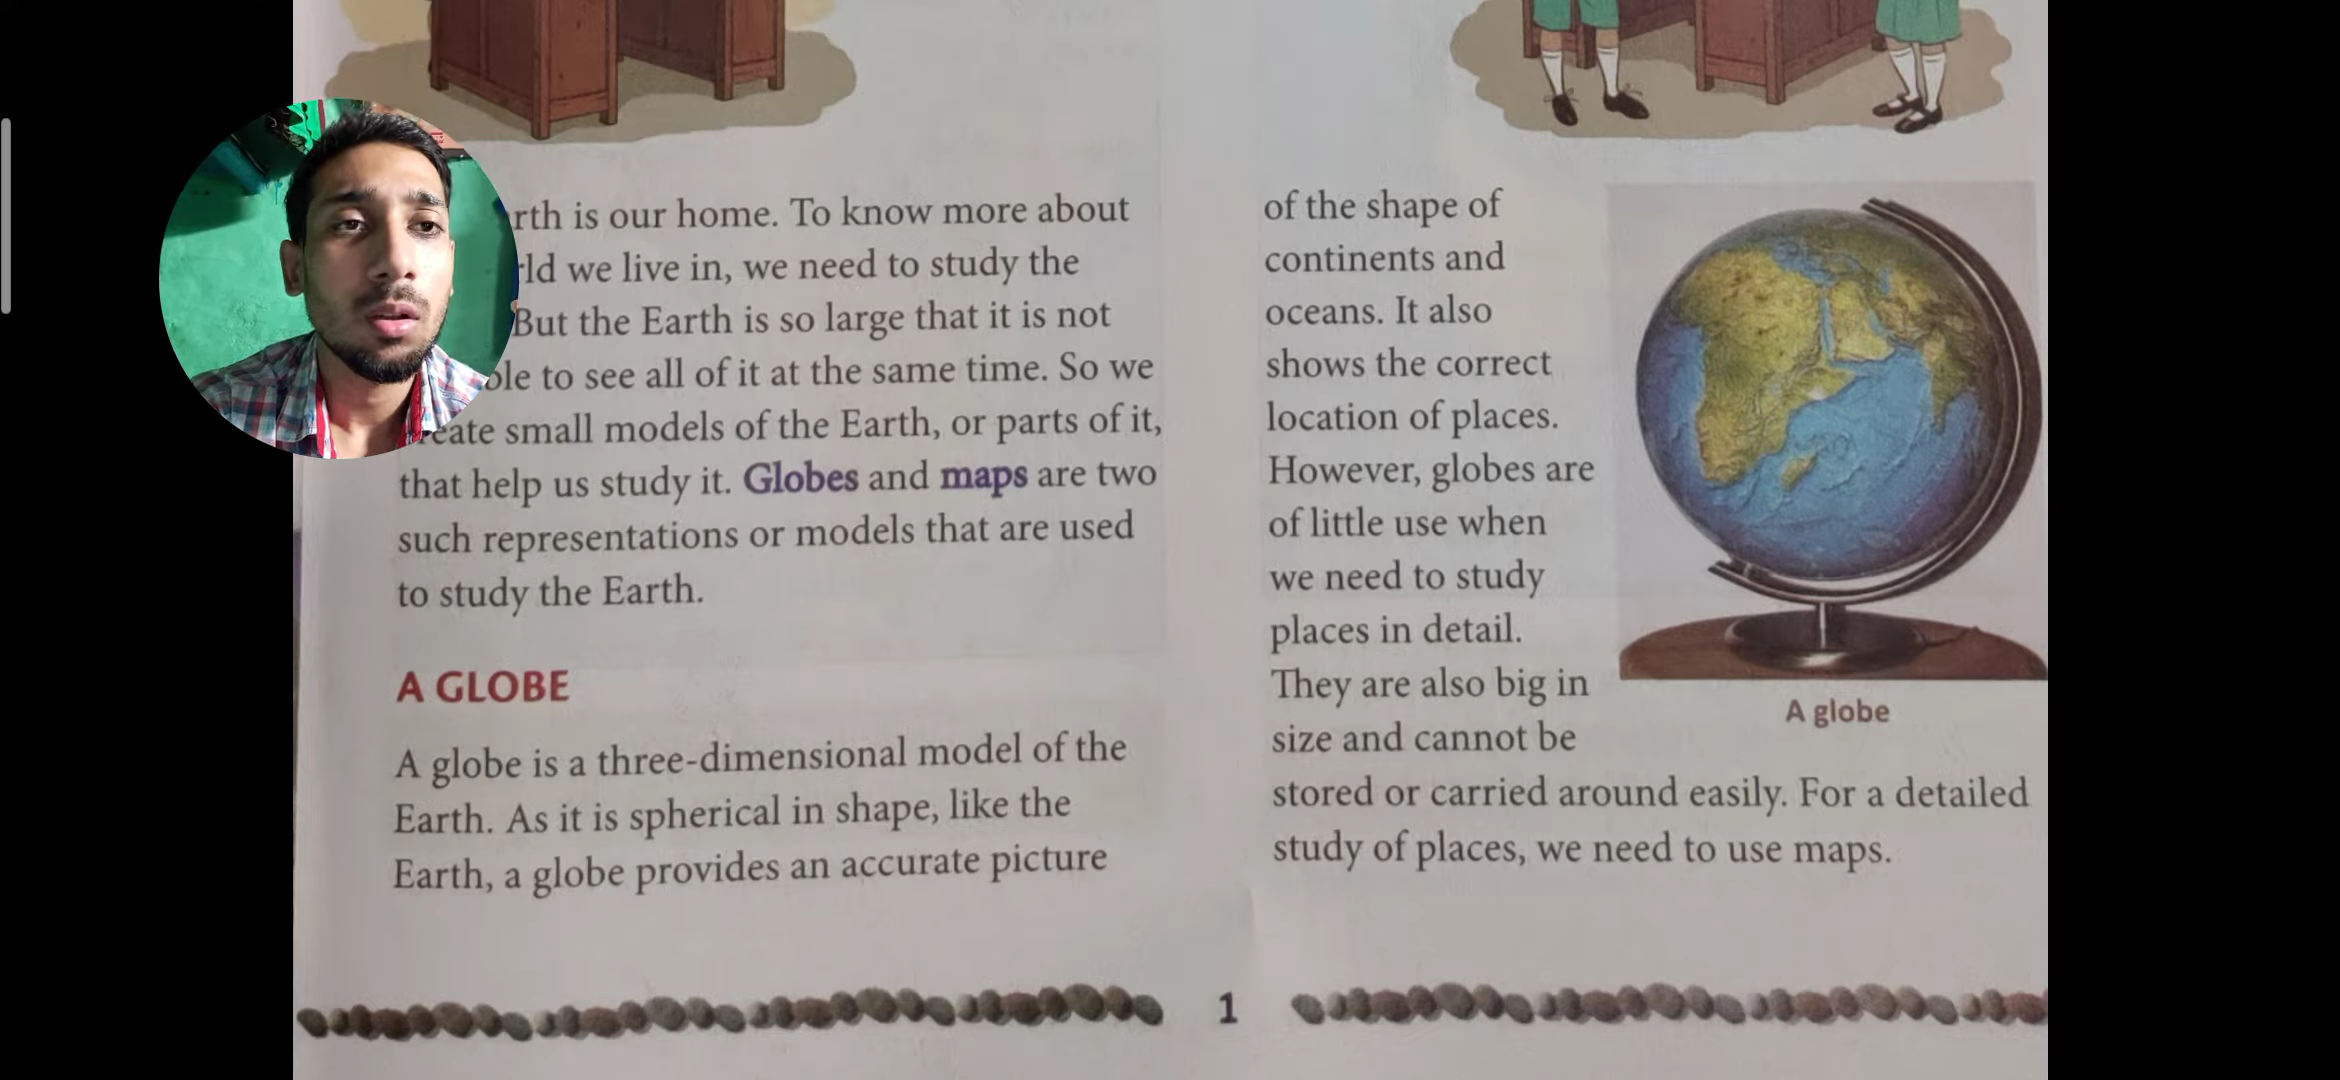 rth is our home. To know more about
rld we live in, we need to study the
But the Earth is so large that it is not
ble to see all of it at the same time. So we
create small models of the Earth, or parts of it,
that help us study it. Globes and maps are two
such representations or models that are used
to study the Earth.
A GLOBE
A globe is a three-dimensional model of the
Earth. As it is spherical in shape, like the
Earth, a globe provides an accurate picture
of the shape of
continents and
oceans. It also
shows the correct
location of places.
However, globes are
of little use when
we need to study
places in detail.
They are also big in
size and cannot be
stored or carried around easily. For a detailed
study of places, we need to use maps.
A globe
1